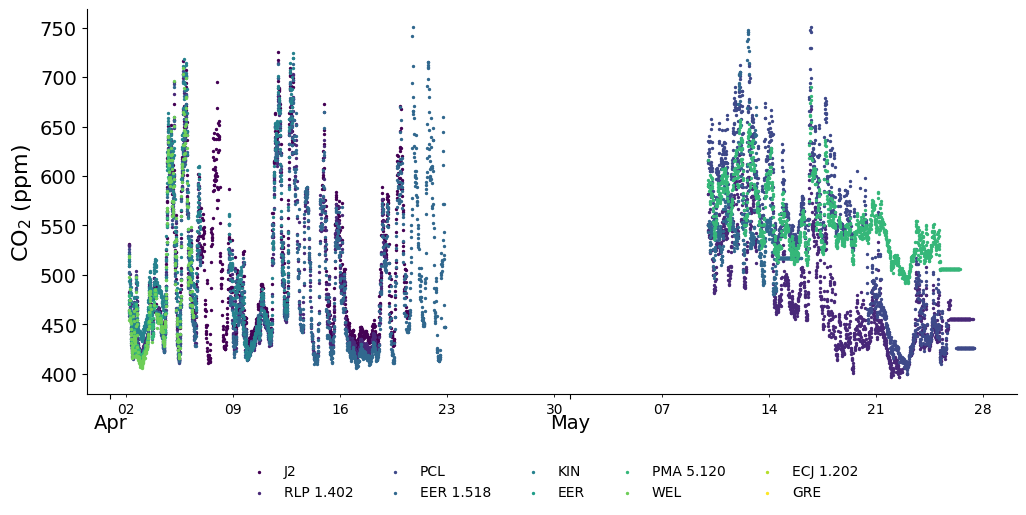 750
700
650
600
550
500
450
400
CO2 (ppm)
02 09 16 23 30 07 14 21 28
Apr May
J2 PCL KIN PMA 5.120 ECJ 1.202
RLP 1.402 EER 1.518 EER WEL GRE